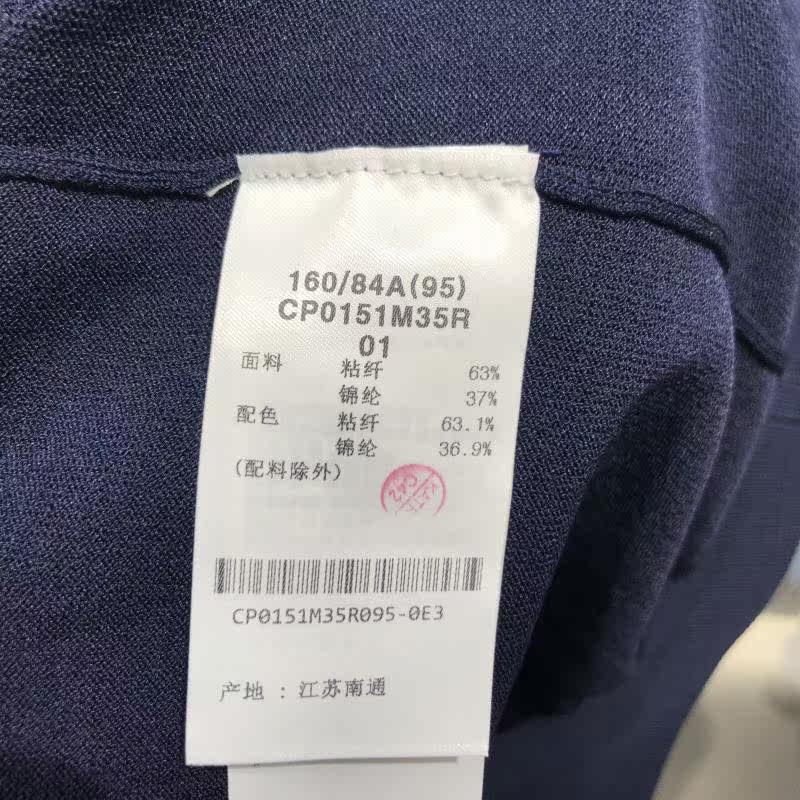 160/84A(95)
CP0151M35R
01
面料 粘纤 63%
锦纶 37%
配色 粘纤 63.1%
锦纶 36.9%
(配料除外)
CP0151M35R095-0E3
产地 : 江苏南通